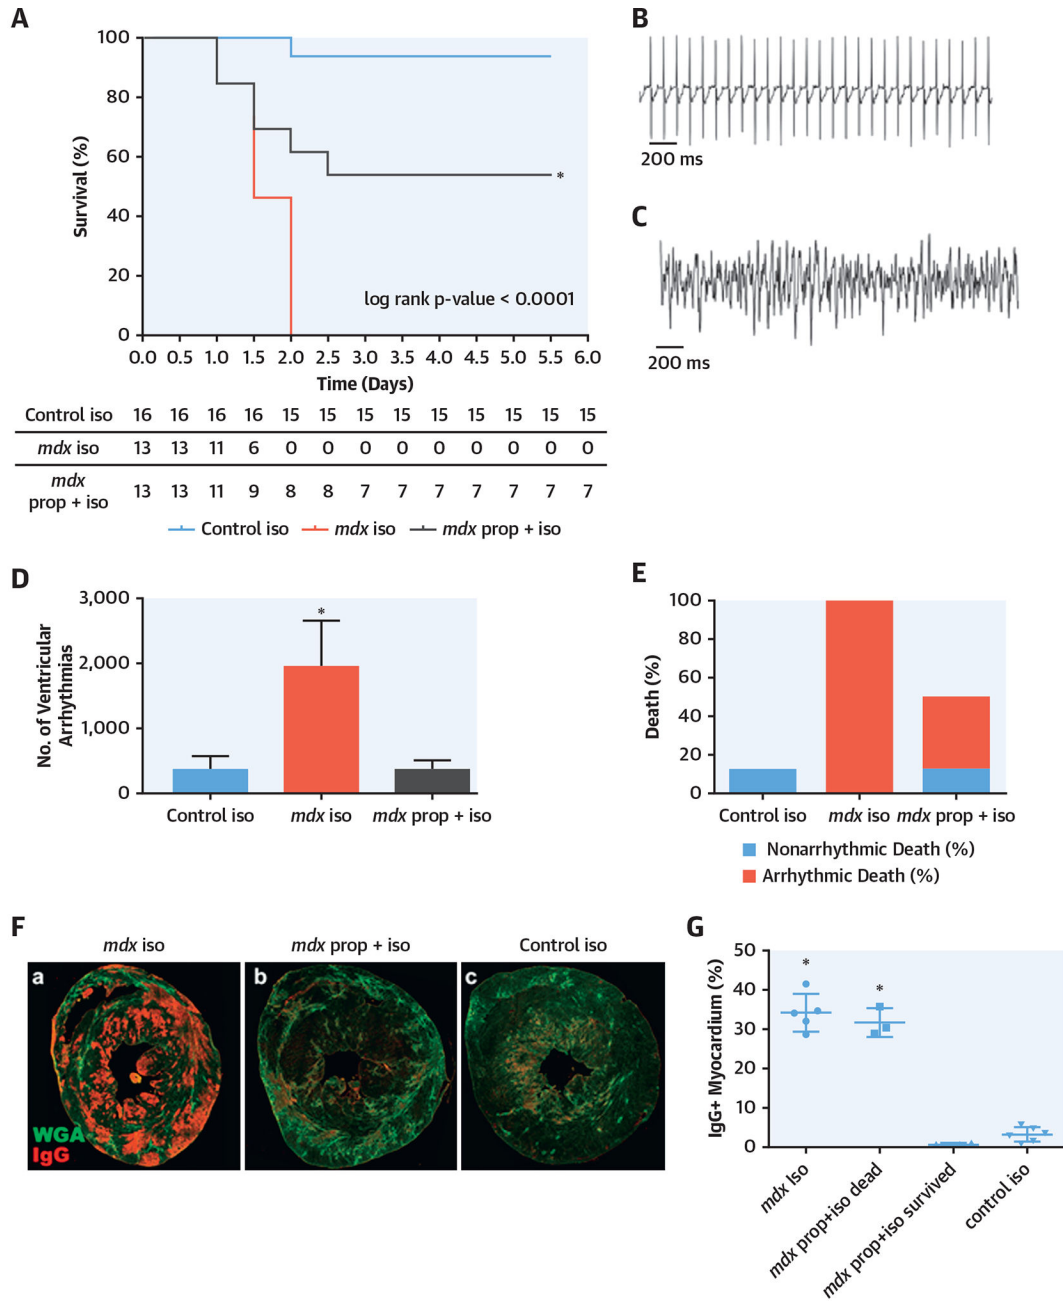 A
100
80
60
40
20
0
Survival (%)
*
log rank p-value < 0.0001
0.0 0.5 1.0 1.5 2.0 2.5 3.0 3.5 4.0 4.5 5.0 5.5 6.0
Time (Days)
Control iso 16 16 16 16 15 15 15 15 15 15 15 15 15
mdx iso 13 13 11 6 0 0 0 0 0 0 0 0 0
mdx
prop + iso 13 13 11 9 8 8 7 7 7 7 7 7 7
Control iso mdx iso mdx prop + iso
B
200 ms
C
200 ms
D
3,000
2,000
1,000
0
No. of Ventricular
Arrhythmias
*
Control iso mdx iso mdx prop + iso
E
100
80
60
40
20
0
Death (%)
Control iso mdx iso mdx prop + iso
Nonarrhythmic Death (%)
Arrhythmic Death (%)
F
mdx iso mdx prop + iso Control iso
a b c
WGA
IgG
G
50
40
30
20
10
0
IgG+ Myocardium (%)
* *
mdx Iso
mdx prop+iso dead
mdx prop+iso survived
control iso